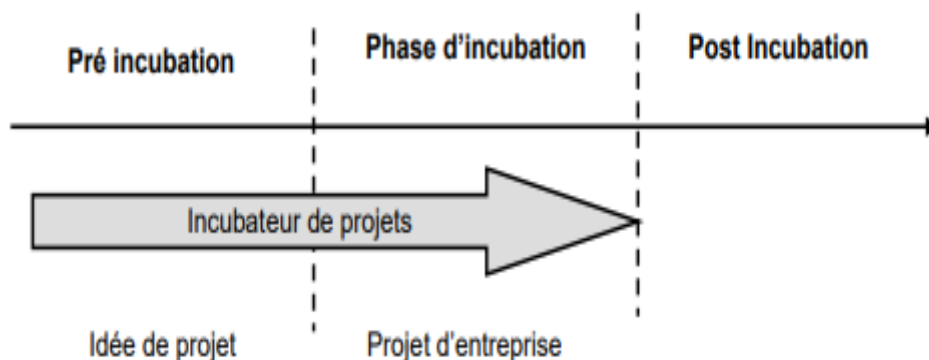 Pré incubation
Phase d'incubation
Post Incubation
Incubateur de projets
Idée de projet
Projet d'entreprise